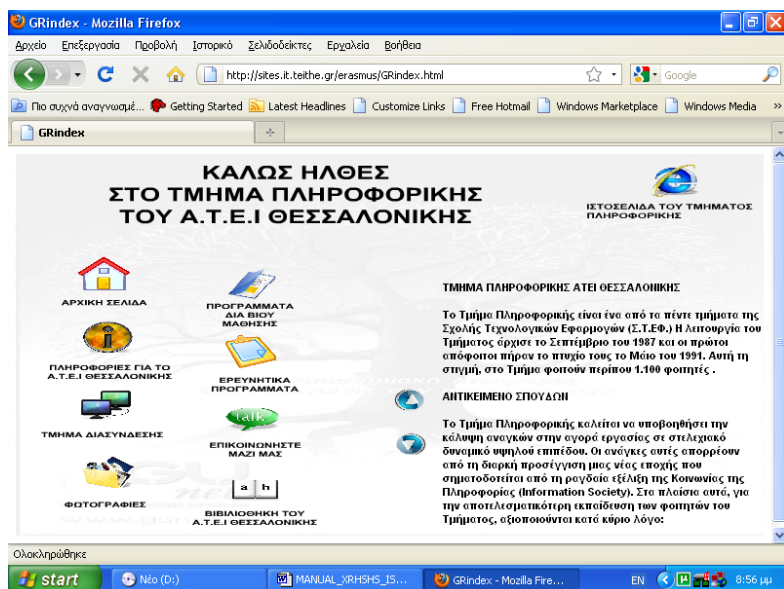 GRindex - Mozilla Firefox
Αρχείο Επεξεργασία Προβολή Ιστορικό Σελιδοδείκτες Εργαλεία Βοήθεια
http://sites.it.teithe.gr/erasmus/GRindex.html
Google
Πιο συχνά αναγνωσμέ... Getting Started Latest Headlines Customize Links Free Hotmail Windows Marketplace Windows Media »
GRindex
ΚΑΛΩΣ ΗΛΘΕΣ
ΣΤΟ ΤΜΗΜΑ ΠΛΗΡΟΦΟΡΙΚΗΣ
ΤΟΥ Α.Τ.Ε.Ι ΘΕΣΣΑΛΟΝΙΚΗΣ
ΙΣΤΟΣΕΛΙΔΑ ΤΟΥ ΤΜΗΜΑΤΟΣ
ΠΛΗΡΟΦΟΡΙΚΗΣ
ΑΡΧΙΚΗ ΣΕΛΙΔΑ
ΠΛΗΡΟΦΟΡΙΕΣ ΓΙΑ ΤΟ
Α.Τ.Ε.Ι ΘΕΣΣΑΛΟΝΙΚΗΣ
ΤΜΗΜΑ ΔΙΑΣΥΝΔΕΣΗΣ
ΦΩΤΟΓΡΑΦΙΕΣ
ΠΡΟΓΡΑΜΜΑΤΑ
ΔΙΑ ΒΙΟΥ
ΜΑΘΗΣΗΣ
ΕΡΕΥΝΗΤΙΚΑ
ΠΡΟΓΡΑΜΜΑΤΑ
talk
ΕΠΙΚΟΙΝΩΝΗΣΤΕ
ΜΑΖΙ ΜΑΣ
a h
ΒΙΒΛΙΟΘΗΚΗ ΤΟΥ
Α.Τ.Ε.Ι ΘΕΣΣΑΛΟΝΙΚΗΣ
ΤΜΗΜΑ ΠΛΗΡΟΦΟΡΙΚΗΣ ΑΤΕΙ ΘΕΣΣΑΛΟΝΙΚΗΣ
Το Τμήμα Πληροφορικής είναι ένα από τα πέντε τμήματα της
Σχολής Τεχνολογικών Εφαρμογών (Σ.Τ.ΕΦ.) Η λειτουργία του
Τμήματος άρχισε το Σεπτέμβριο του 1987 και οι πρώτοι
απόφοιτοι πήραν το πτυχίο τους το Μάιο του 1991. Αυτή τη
στιγμή, στο Τμήμα φοιτούν περίπου 1.100 φοιτητές .
ΑΝΤΙΚΕΙΜΕΝΟ ΣΠΟΥΔΩΝ
Το Τμήμα Πληροφορικής καλείται να υποβοηθήσει την
κάλυψη αναγκών στην αγορά εργασίας σε στελεχιακό
δυναμικό υψηλού επιπέδου. Οι ανάγκες αυτές απορρέουν
από τη διαρκή προσέγγιση μιας νέας εποχής που
σηματοδοτείται από τη ραγδαία εξέλιξη της Κοινωνίας της
Πληροφορίας (Information Society). Στα πλαίσια αυτά, για
την αποτελεσματικότερη εκπαίδευση των φοιτητών του
Τμήματος, αξιοποιούνται κατά κύριο λόγο:
Ολοκληρώθηκε
start Νέο (D:) MANUAL_XRHSHS_IS... GRindex - Mozilla Fire... EN 8:56 μμ